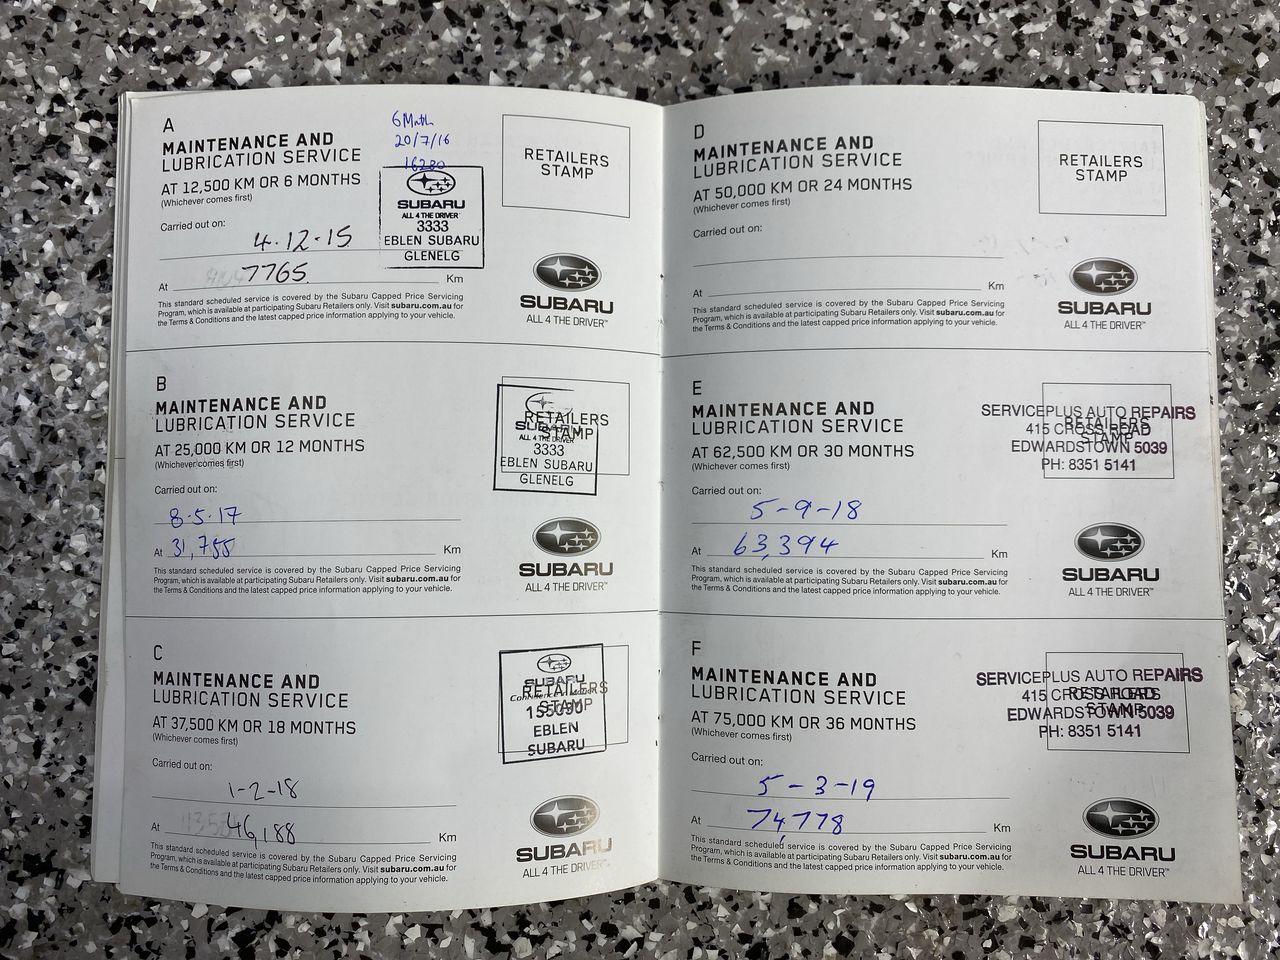 A
MAINTENANCE AND
LUBRICATION SERVICE
AT 12,500 KM OR 6 MONTHS
(Whichever comes first)
6 Mnth
20/7/16
16280
SUBARU
ALL 4 THE DRIVER
3333
EBLEN SUBARU
GLENELG
RETAILERS
STAMP
Carried out on:
4.12.15
At 7765 Km
This standard scheduled service is covered by the Subaru Capped Price Servicing
Program, which is available at participating Subaru Retailers only. Visit subaru.com.au for
the Terms & Conditions and the latest capped price information applying to your vehicle.
SUBARU
ALL 4 THE DRIVER™
B
MAINTENANCE AND
LUBRICATION SERVICE
AT 25,000 KM OR 12 MONTHS
(Whichever comes first)
RETAILERS
STAMP
SUBARU
ALL 4 THE DRIVER
3333
EBLEN SUBARU
GLENELG
Carried out on:
8.5.17
At 31,755 Km
This standard scheduled service is covered by the Subaru Capped Price Servicing
Program, which is available at participating Subaru Retailers only. Visit subaru.com.au for
the Terms & Conditions and the latest capped price information applying to your vehicle.
SUBARU
ALL 4 THE DRIVER™
C
MAINTENANCE AND
LUBRICATION SERVICE
AT 37,500 KM OR 18 MONTHS
(Whichever comes first)
RETAILERS
STAMP
SUBARU
EBLEN
SUBARU
Carried out on:
1-2-18
At 46,188 Km
This standard scheduled service is covered by the Subaru Capped Price Servicing
Program, which is available at participating Subaru Retailers only. Visit subaru.com.au for
the Terms & Conditions and the latest capped price information applying to your vehicle.
SUBARU
ALL 4 THE DRIVER™
D
MAINTENANCE AND
LUBRICATION SERVICE
AT 50,000 KM OR 24 MONTHS
(Whichever comes first)
RETAILERS
STAMP
Carried out on:
At Km
This standard scheduled service is covered by the Subaru Capped Price Servicing
Program, which is available at participating Subaru Retailers only. Visit subaru.com.au for
the Terms & Conditions and the latest capped price information applying to your vehicle.
SUBARU
ALL 4 THE DRIVER™
E
MAINTENANCE AND
LUBRICATION SERVICE
AT 62,500 KM OR 30 MONTHS
(Whichever comes first)
RETAILERS
STAMP
SERVICEPLUS AUTO REPAIRS
415 CROSS ROAD
EDWARDSTOWN 5039
PH: 8351 5141
Carried out on:
5-9-18
At 63,394 Km
This standard scheduled service is covered by the Subaru Capped Price Servicing
Program, which is available at participating Subaru Retailers only. Visit subaru.com.au for
the Terms & Conditions and the latest capped price information applying to your vehicle.
SUBARU
ALL 4 THE DRIVER™
F
MAINTENANCE AND
LUBRICATION SERVICE
AT 75,000 KM OR 36 MONTHS
(Whichever comes first)
RETAILERS
STAMP
SERVICEPLUS AUTO REPAIRS
415 CROSS ROAD
EDWARDSTOWN 5039
PH: 8351 5141
Carried out on:
5-3-19
At 74,778 Km
This standard scheduled service is covered by the Subaru Capped Price Servicing
Program, which is available at participating Subaru Retailers only. Visit subaru.com.au for
the Terms & Conditions and the latest capped price information applying to your vehicle.
SUBARU
ALL 4 THE DRIVER™